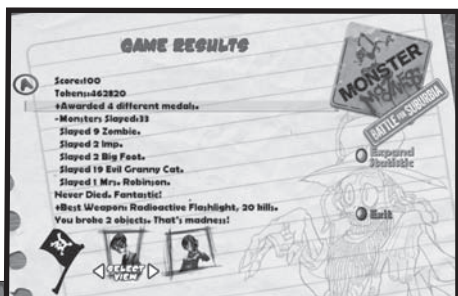 GAME RESULTS
Score:100
Tokens:462820
+Awarded 4 different medals.
-Monsters Slayed:33
Slayed 9 Zombie.
Slayed 2 Imp.
Slayed 2 Big Foot.
Slayed 19 Evil Granny Cat.
Slayed 1 Mrs. Robinson.
Never Died. Fantastic!
+Best Weapon: Radioactive Flashlight, 20 kills.
You broke 2 objects. That's madness!
SELECT
VIEW
MONSTER
MADNESS
BATTLE FOR SUBURBIA
Expand
Statistic
Exit